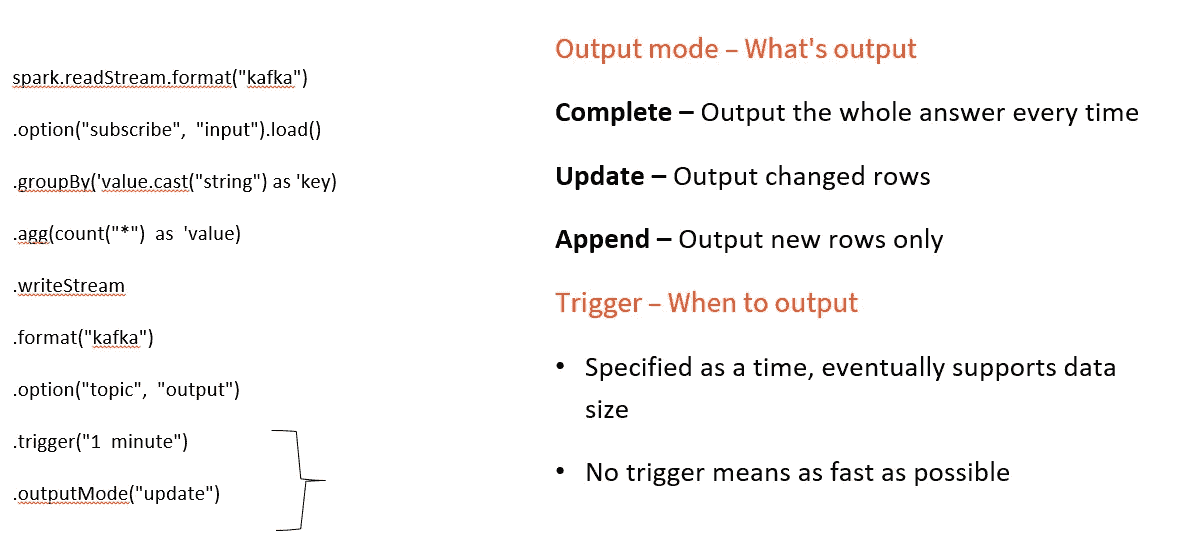 spark.readStream.format("kafka")
.option("subscribe", "input").load()
.groupBy('value.cast("string") as 'key)
.agg(count("*") as 'value)
.writeStream
.format("kafka")
.option("topic", "output")
.trigger("1 minute")
.outputMode("update")
Output mode – What's output
Complete – Output the whole answer every time
Update – Output changed rows
Append – Output new rows only
Trigger – When to output
• Specified as a time, eventually supports data
size
• No trigger means as fast as possible